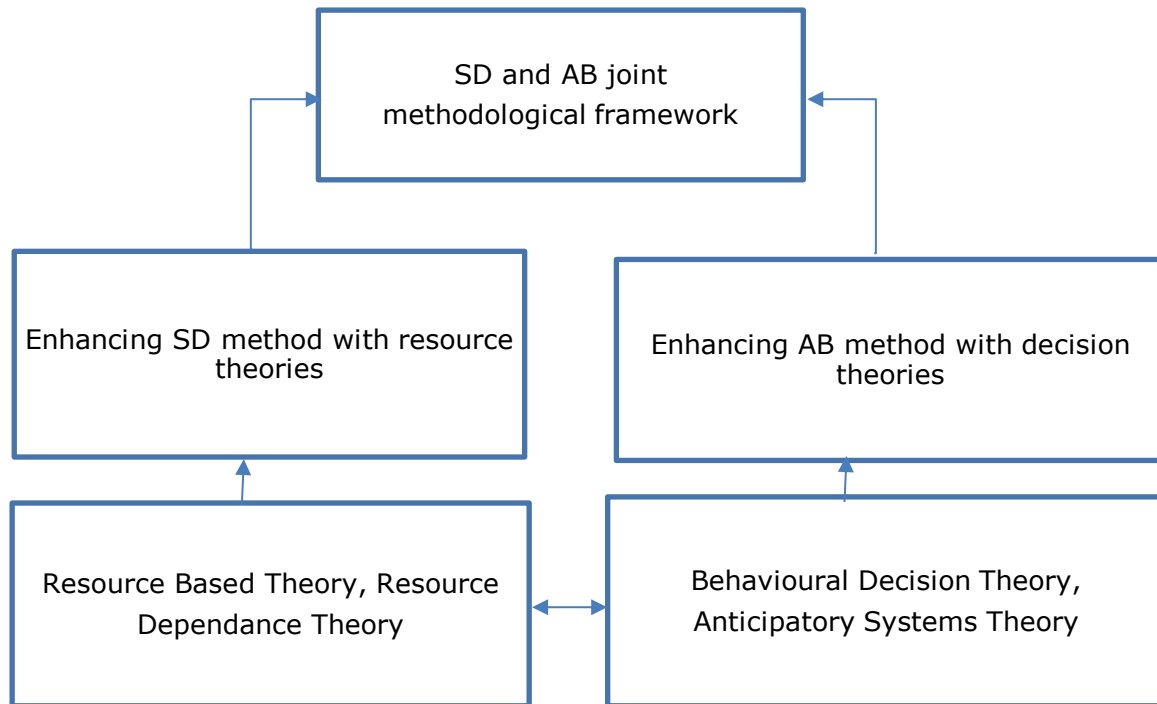 SD and AB joint
methodological framework
Enhancing SD method with resource
theories
Enhancing AB method with decision
theories
Resource Based Theory, Resource
Dependance Theory
Behavioural Decision Theory,
Anticipatory Systems Theory